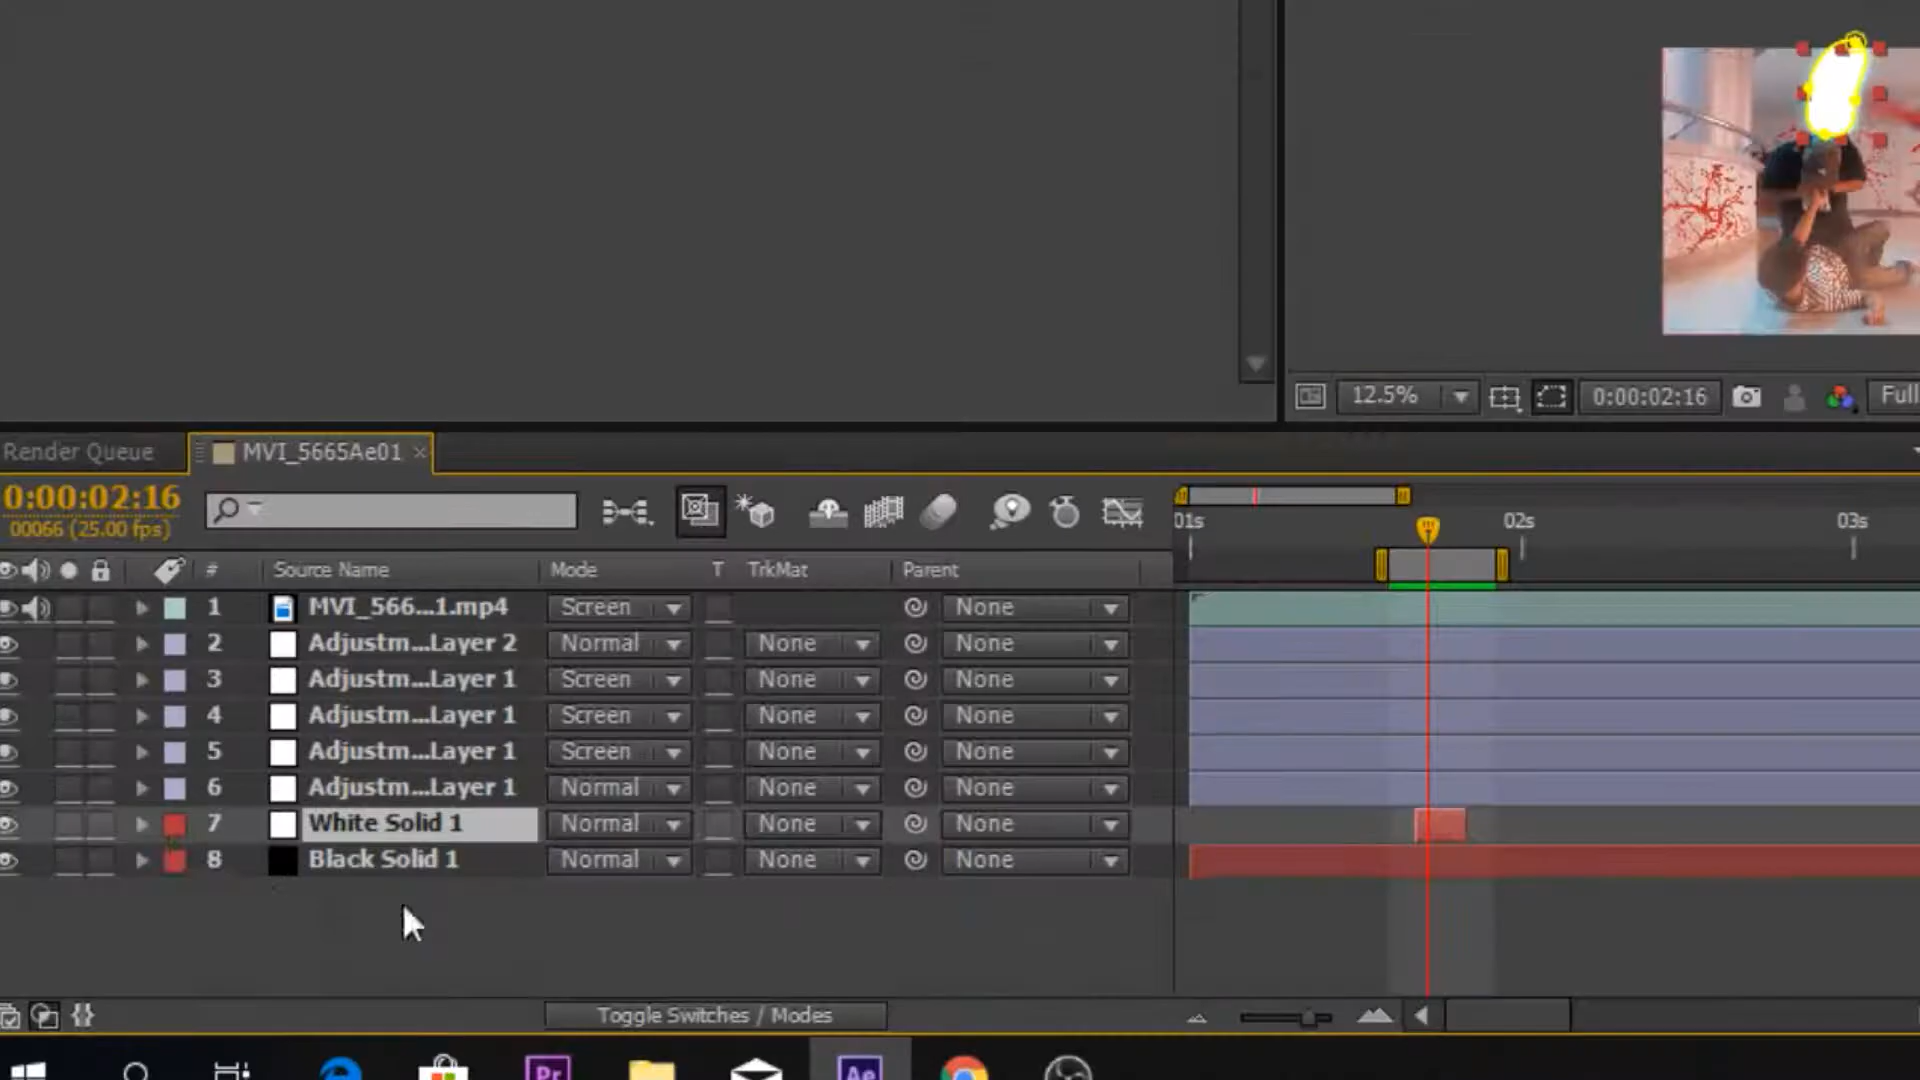 12.5%
0:00:02:16
Full
Render Queue
MVI_5665Ae01 ×
0:00:02:16
00066 (25.00 fps)
01s
02s
03s
# Source Name Mode T TrkMat Parent
1 MVI_566...1.mp4 Screen None
2 Adjustm...Layer 2 Normal None None
3 Adjustm...Layer 1 Screen None None
4 Adjustm...Layer 1 Screen None None
5 Adjustm...Layer 1 Screen None None
6 Adjustm...Layer 1 Normal None None
7 White Solid 1 Normal None None
8 Black Solid 1 Normal None None
Toggle Switches / Modes
Pr
Ae